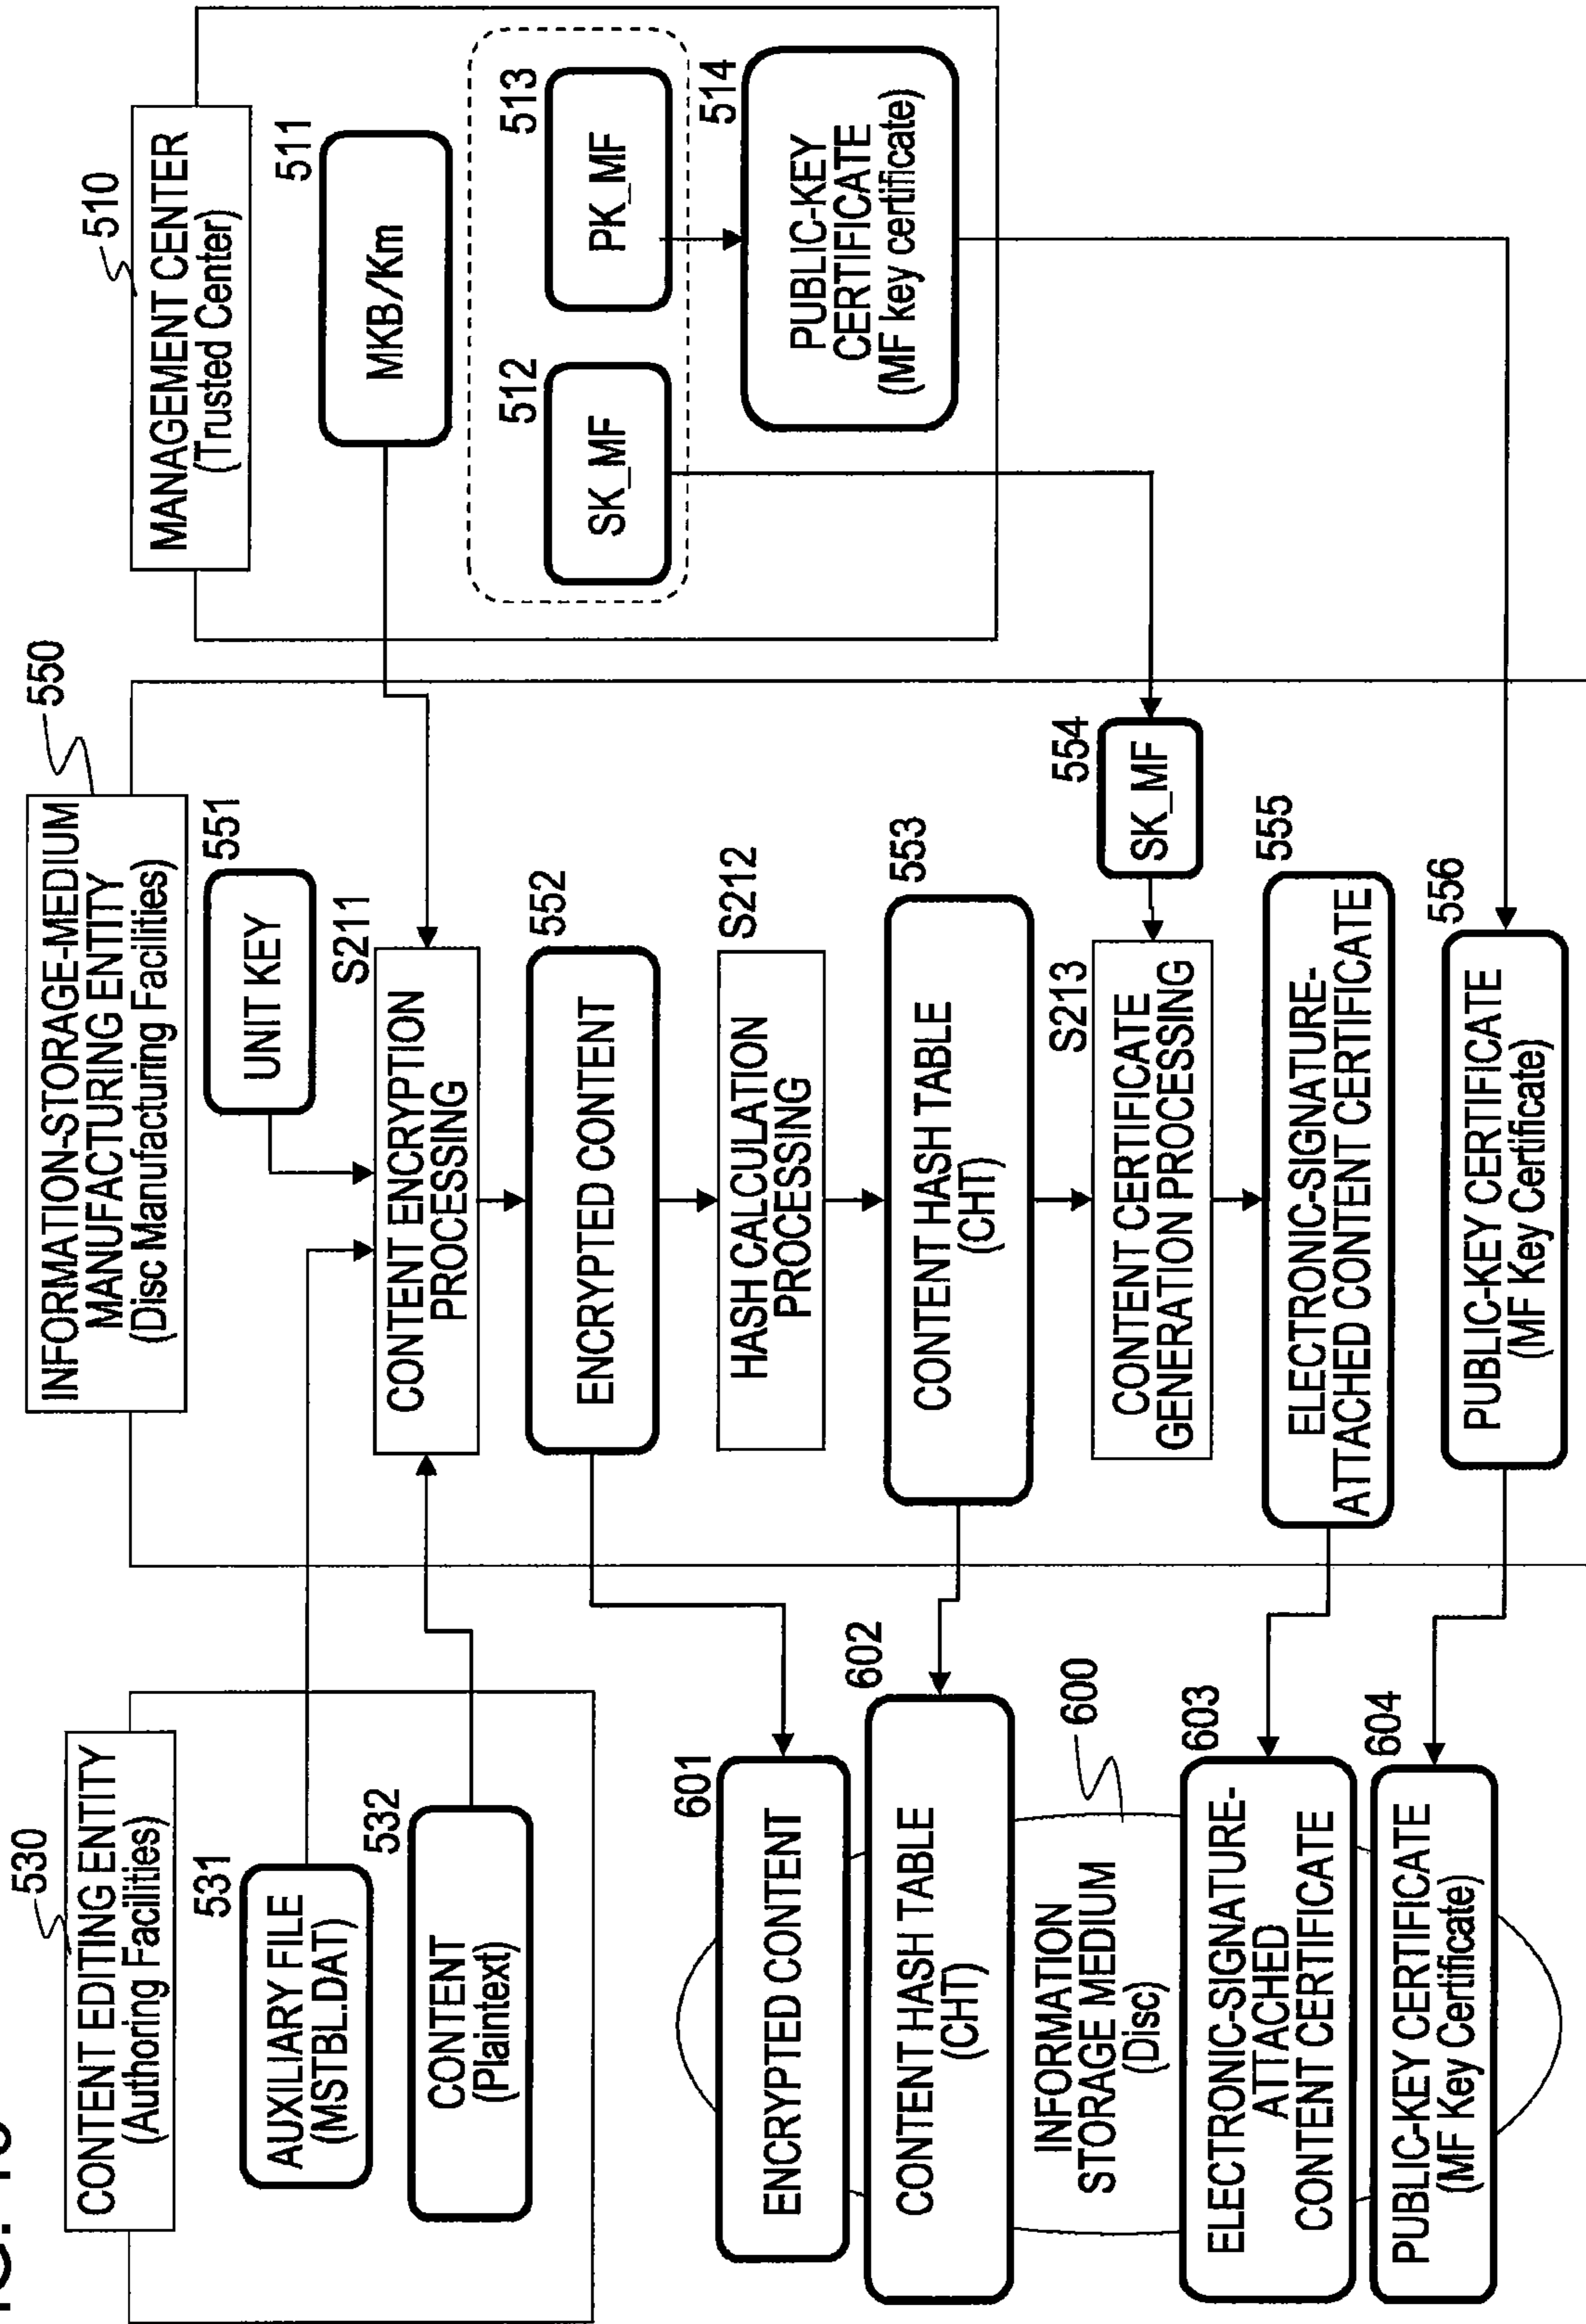 530
CONTENT EDITING ENTITY
(Authoring Facilities)
531
AUXILIARY FILE
(MSTBL.DAT)
532
CONTENT
(Plaintext)
601
ENCRYPTED CONTENT
602
CONTENT HASH TABLE
(CHT)
600
INFORMATION
STORAGE MEDIUM
(Disc)
603
ELECTRONIC-SIGNATURE-
ATTACHED
CONTENT CERTIFICATE
604
PUBLIC-KEY CERTIFICATE
(MF Key Certificate)
550
INFORMATION-STORAGE-MEDIUM
MANUFACTURING ENTITY
(Disc Manufacturing Facilities)
551
UNIT KEY
S211
CONTENT ENCRYPTION
PROCESSING
552
ENCRYPTED CONTENT
S212
HASH CALCULATION
PROCESSING
553
CONTENT HASH TABLE
(CHT)
554
SK_MF
S213
CONTENT CERTIFICATE
GENERATION PROCESSING
555
ELECTRONIC-SIGNATURE-
ATTACHED CONTENT CERTIFICATE
556
PUBLIC-KEY CERTIFICATE
(MF Key Certificate)
510
MANAGEMENT CENTER
(Trusted Center)
511
MKB/Km
512
SK_MF
513
PK_MF
514
PUBLIC-KEY
CERTIFICATE
(MF key certificate)